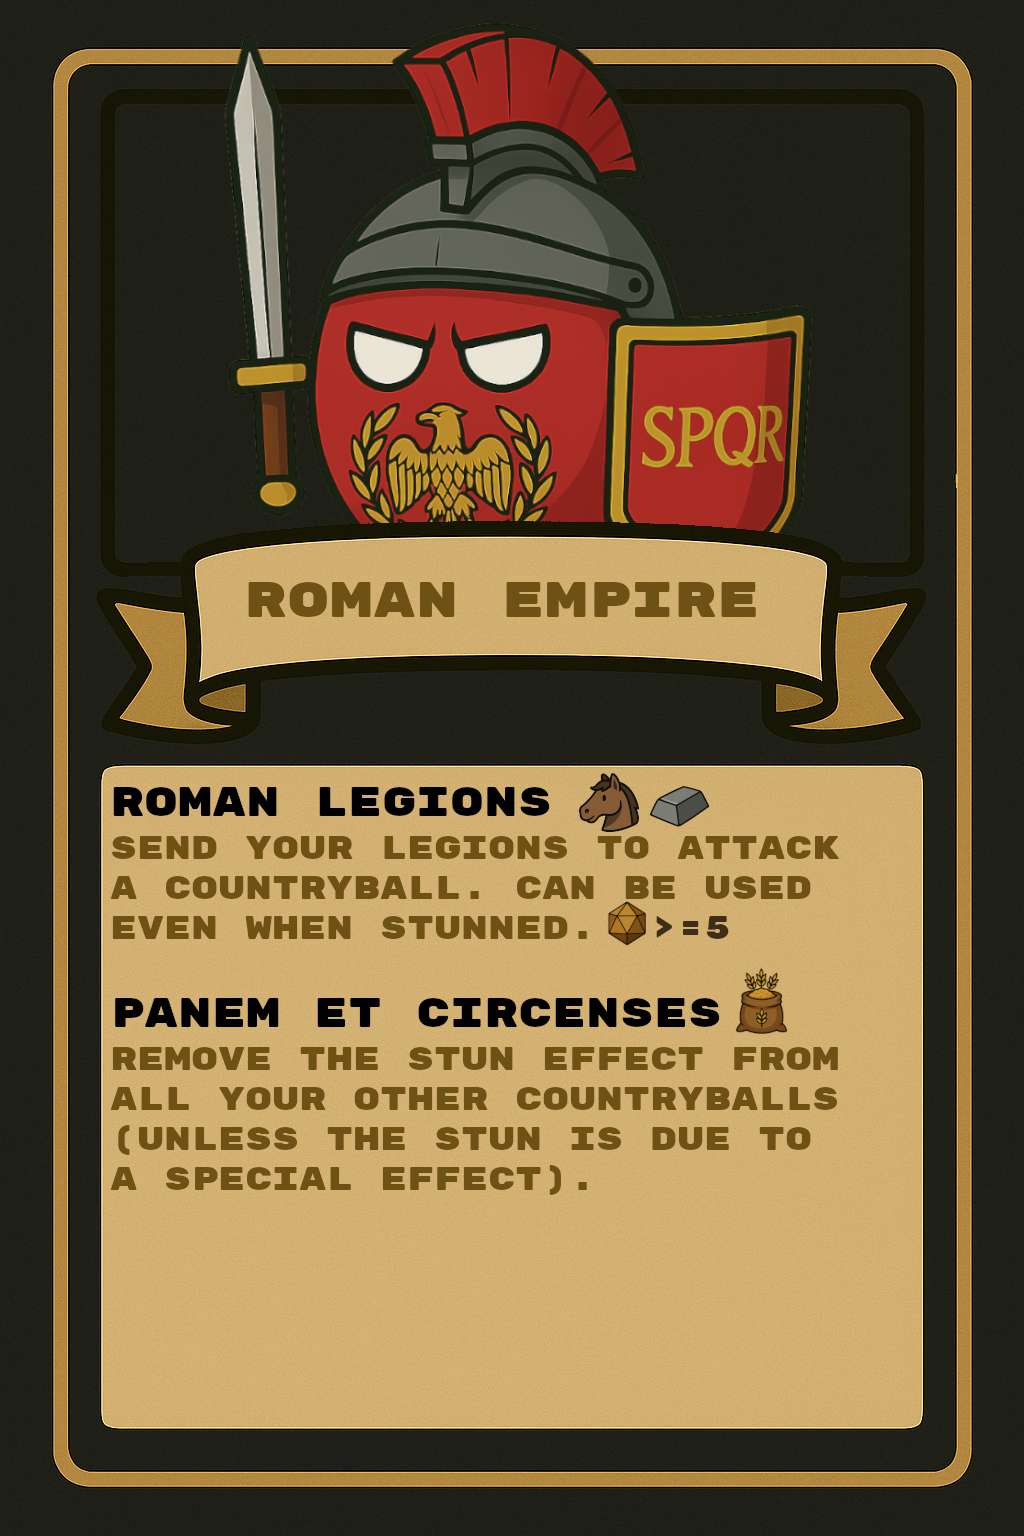 SPQR
ROMAN EMPIRE
ROMAN LEGIONS
SEND YOUR LEGIONS TO ATTACK
A COUNTRYBALL. CAN BE USED
EVEN WHEN STUNNED. >=5
PANEM ET CIRCENSES
REMOVE THE STUN EFFECT FROM
ALL YOUR OTHER COUNTRYBALLS
(UNLESS THE STUN IS DUE TO
A SPECIAL EFFECT).